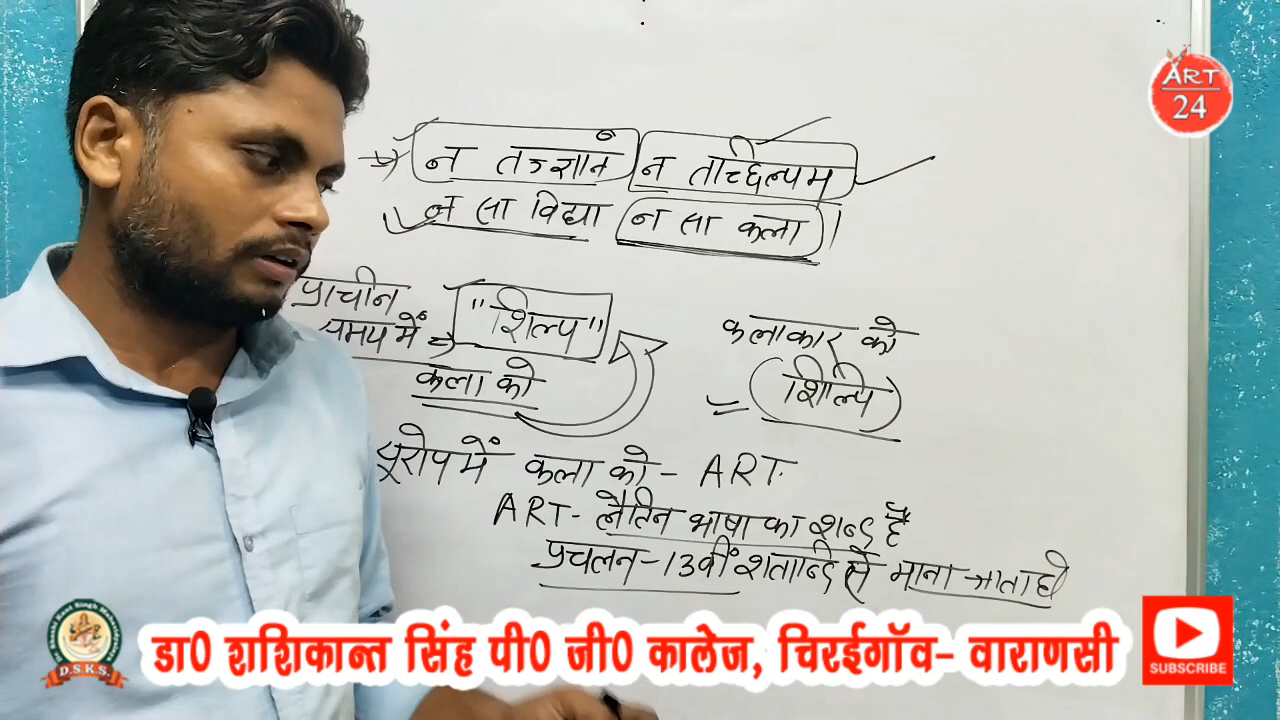 ART
24
न तज्ज्ञानं न तच्छिल्पम
न सा विद्या न सा कला।
प्राचीन
समय में ⇒ "शिल्प"
कला को
कलाकार को
= शिल्पि
यूरोप में कला को - ART.
ART - लैटिन भाषा का शब्द है
प्रचलन - 13वीं शताब्दि से माना जाता है
D.S.K.S.
डा0 शशिकान्त सिंह पी0 जी0 कालेज, चिरईगॉव- वाराणसी
SUBSCRIBE